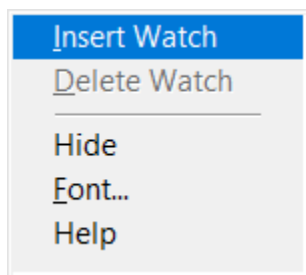 Insert Watch
Delete Watch
Hide
Font...
Help